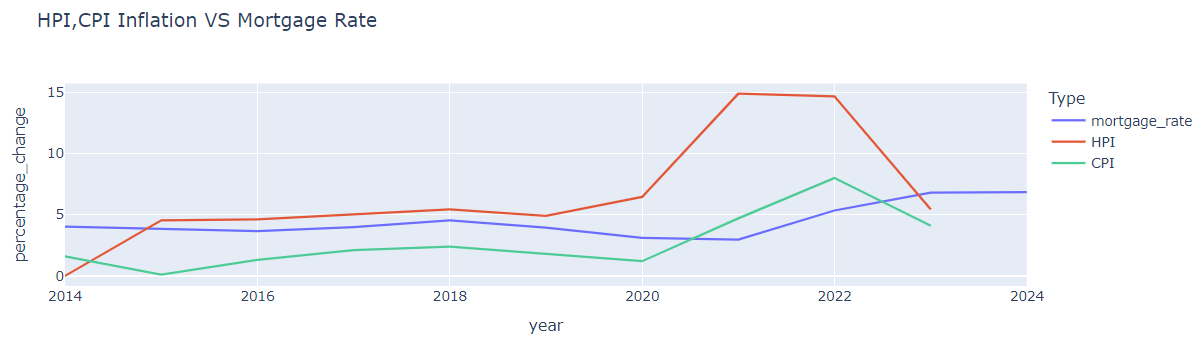 HPI,CPI Inflation VS Mortgage Rate
percentage_change
15
10
5
0
2014
2016
2018
2020
2022
2024
year
Type
mortgage_rate
HPI
CPI